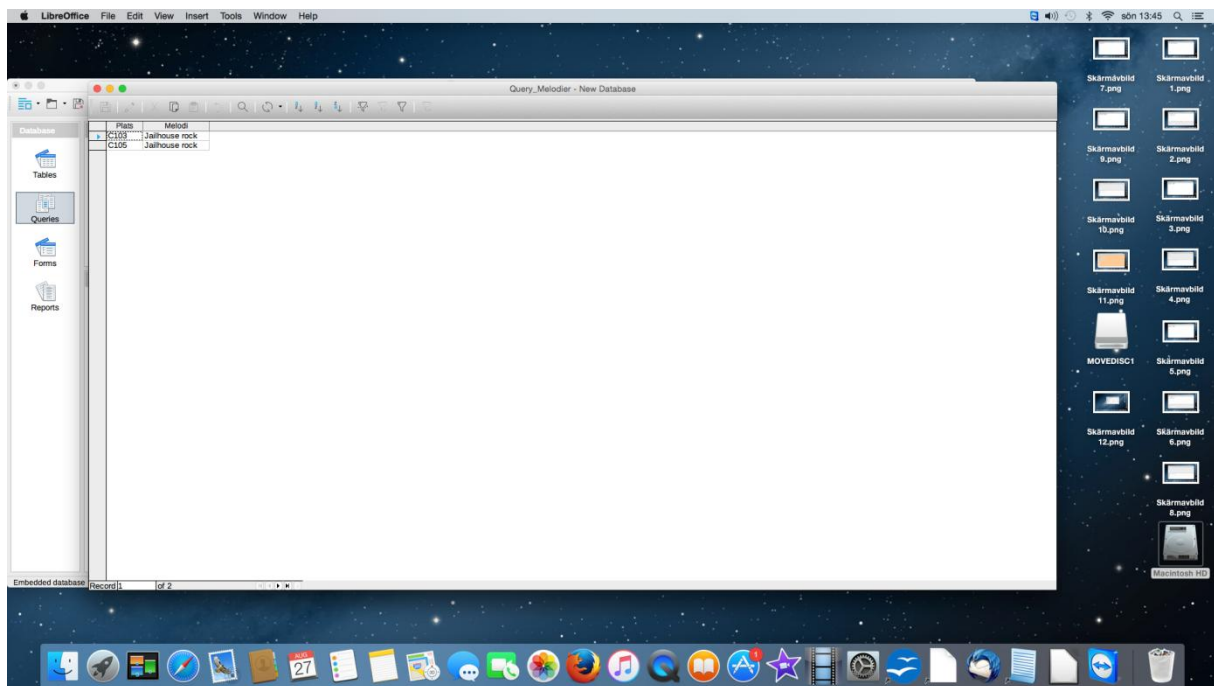 LibreOffice File Edit View Insert Tools Window Help sön 13:45
Query_Melodier - New Database
Database
Tables
Queries
Forms
Reports
Embedded database
Plats Melodi
C103 Jailhouse rock
C105 Jailhouse rock
Record 1 of 2
Skärmavbild 7.png
Skärmavbild 1.png
Skärmavbild 9.png
Skärmavbild 2.png
Skärmavbild 10.png
Skärmavbild 3.png
Skärmavbild 11.png
Skärmavbild 4.png
MOVEDISC1
Skärmavbild 5.png
Skärmavbild 12.png
Skärmavbild 6.png
Skärmavbild 8.png
Macintosh HD
AUG
27
1